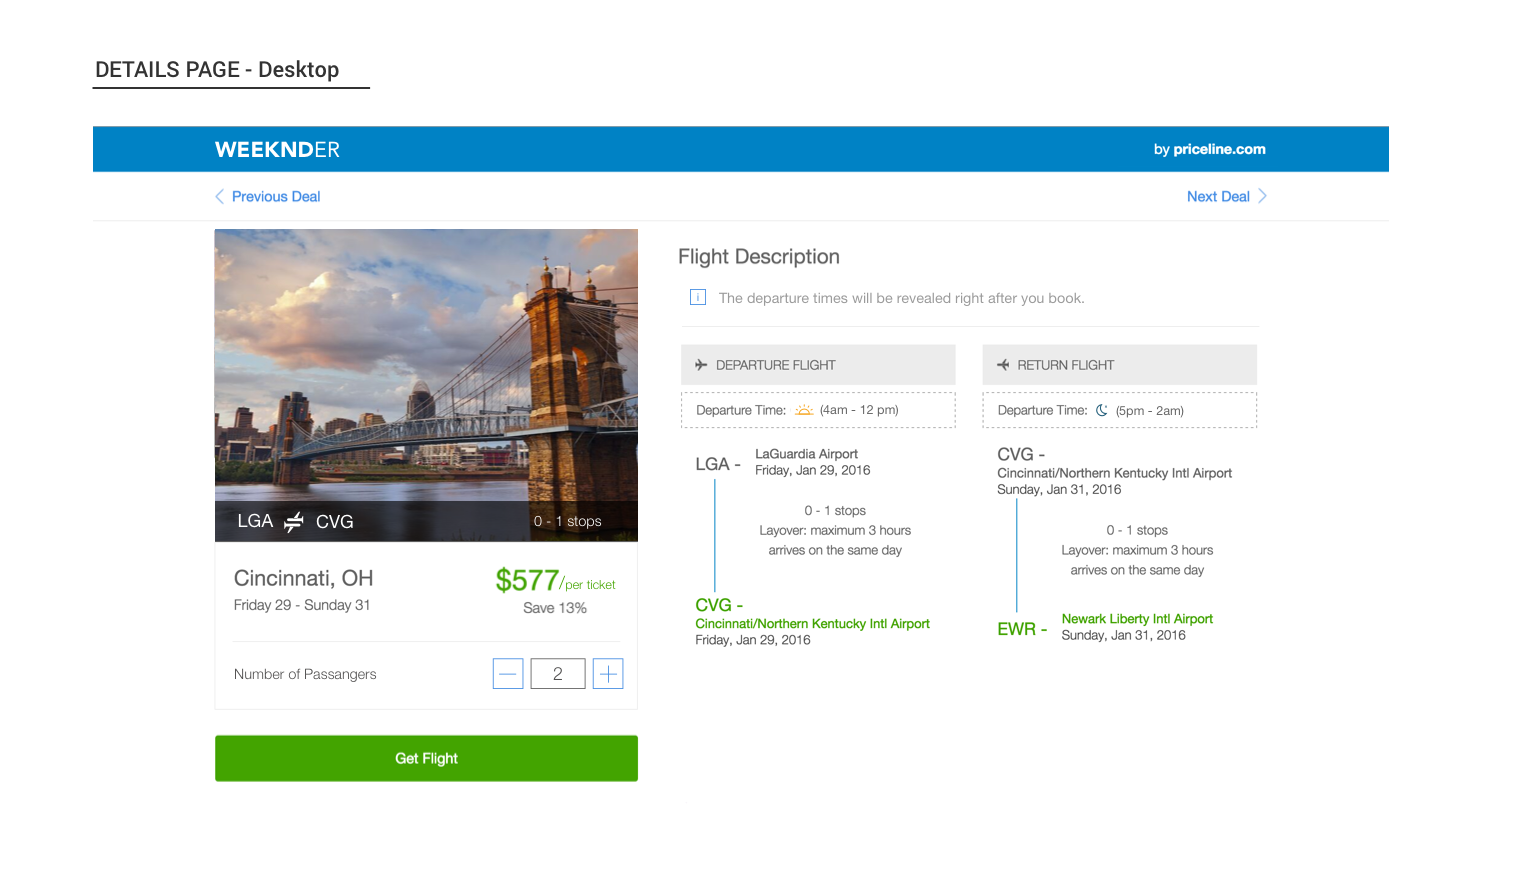 DETAILS PAGE - Desktop
WEEKNDER
by priceline.com
Previous Deal
Next Deal
LGA CVG
0 - 1 stops
Cincinnati, OH
$577/per ticket
Friday 29 - Sunday 31
Save 13%
Number of Passangers
2
Get Flight
Flight Description
i The departure times will be revealed right after you book.
DEPARTURE FLIGHT
Departure Time: (4am - 12 pm)
LGA -
LaGuardia Airport
Friday, Jan 29, 2016
0 - 1 stops
Layover: maximum 3 hours
arrives on the same day
CVG -
Cincinnati/Northern Kentucky Intl Airport
Friday, Jan 29, 2016
RETURN FLIGHT
Departure Time: (5pm - 2am)
CVG -
Cincinnati/Northern Kentucky Intl Airport
Sunday, Jan 31, 2016
0 - 1 stops
Layover: maximum 3 hours
arrives on the same day
EWR -
Newark Liberty Intl Airport
Sunday, Jan 31, 2016